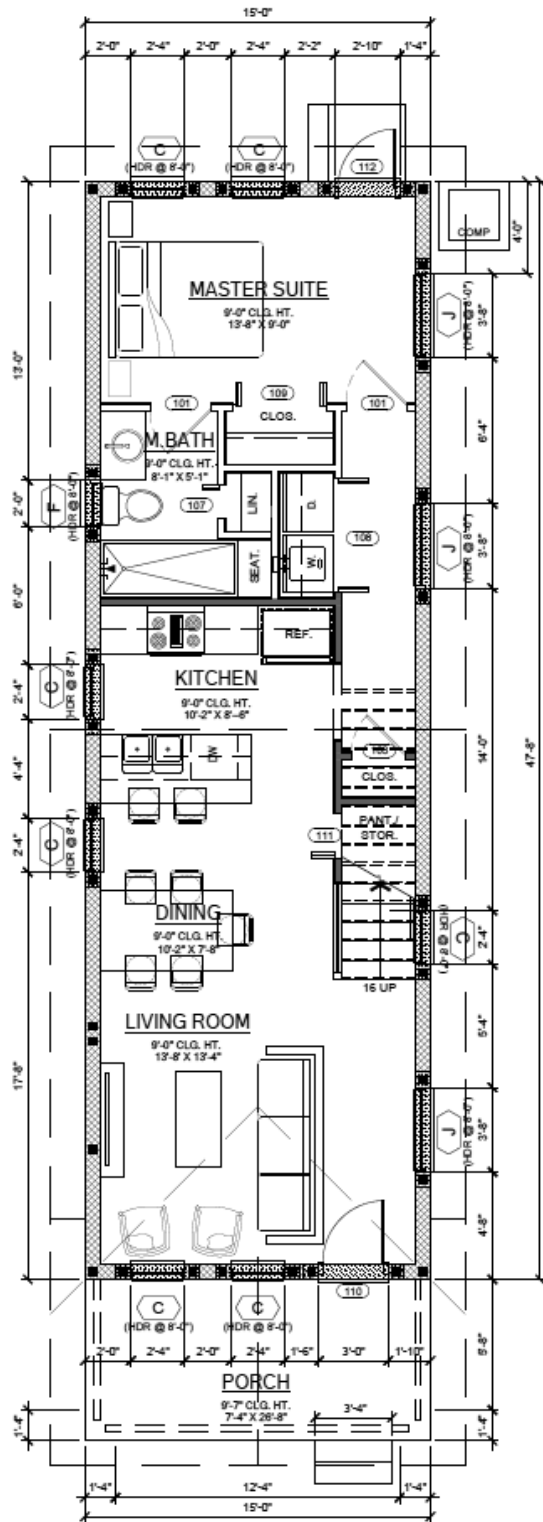 15'-0"
2'-0" 2'-4" 2'-0" 2'-4" 2'-2" 2'-10" 1'-4"
C
(HDR @ 8'-0")
C
(HDR @ 8'-0")
112
COMP
4'-0"
MASTER SUITE
9'-0" CLG. HT.
13'-8" X 9'-0"
J
(HDR @ 8'-0")
3'-8"
13'-0"
47'-8"
101
109
CLOS.
101
6'-4"
M.BATH
9'-0" CLG. HT.
8'-1" X 5'-1"
F
(HDR @ 8'-0")
2'-0"
107
LIN.
D.
108
J
(HDR @ 8'-0")
3'-8"
SEAT.
W.
6'-0"
REF.
KITCHEN
9'-0" CLG. HT.
10'-2" X 8'-6"
C
(HDR @ 8'-0")
2'-4"
14'-0"
DW
CLOS.
4'-4"
PANT./
STOR.
111
C
(HDR @ 8'-0")
2'-4"
DINING
9'-0" CLG. HT.
10'-2" X 7'-8"
C
(HDR @ 8'-0")
2'-4"
16 UP
LIVING ROOM
9'-0" CLG. HT.
13'-8' X 13'-4"
5'-4"
17'-8"
J
(HDR @ 8'-0")
3'-8"
4'-8"
C
(HDR @ 8'-0")
C
(HDR @ 8'-0")
110
2'-0" 2'-4" 2'-0" 2'-4" 1'-6" 3'-0" 1'-10"
PORCH
9'-7" CLG. HT.
7'-4" X 26'-8"
3'-4"
1'-4"
1'-4"
1'-4" 12'-4" 1'-4"
15'-0"